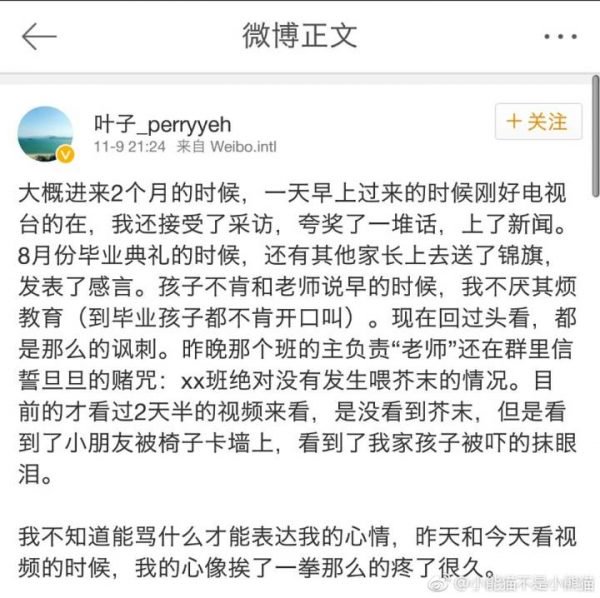 微博正文
叶子_perryyeh
+关注
11-9 21:24 来自 Weibo.intl
大概进来2个月的时候，一天早上过来的时候刚好电视
台的在，我还接受了采访，夸奖了一堆话，上了新闻。
8月份毕业典礼的时候，还有其他家长上去送了锦旗，
发表了感言。孩子不肯和老师说早的时候，我不厌其烦
教育（到毕业孩子都不肯开口叫）。现在回过头看，都
是那么的讽刺。昨晚那个班的主负责“老师”还在群里信
誓旦旦的赌咒：xx班绝对没有发生喂芥末的情况。目
前的才看过2天半的视频来看，是没看到芥末，但是看
到了小朋友被椅子卡墙上，看到了我家孩子被吓的抹眼
泪。
我不知道能骂什么才能表达我的心情，昨天和今天看视
频的时候，我的心像挨了一拳那么的疼了很久。
@小熊猫不是小熊猫